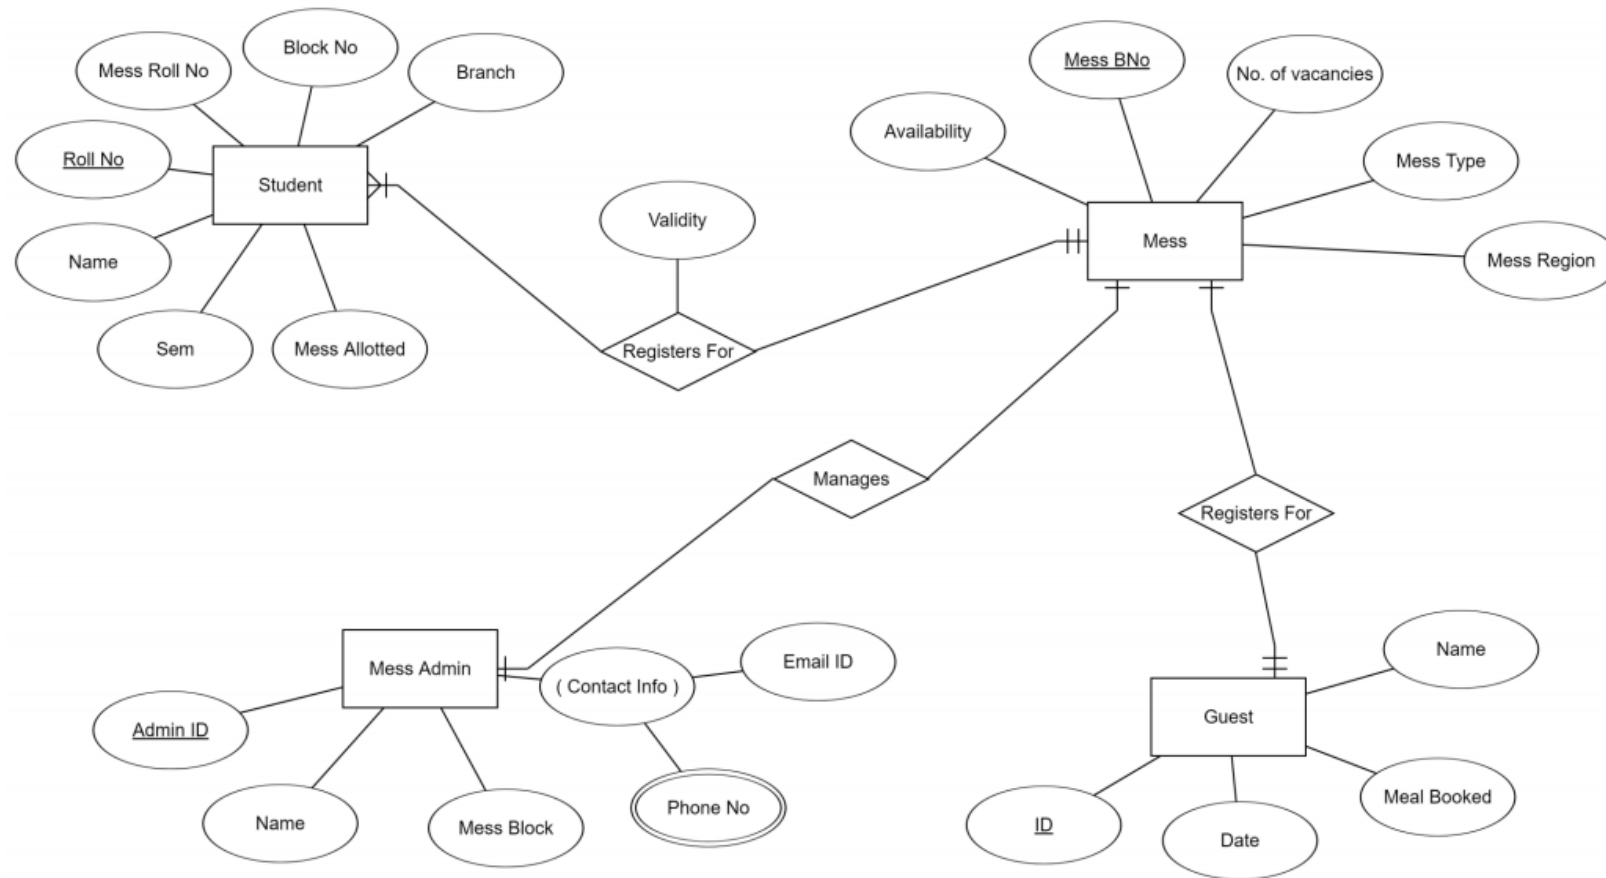 Block No
Mess Roll No
Branch
Roll No
Student
Name
Sem
Mess Allotted
Validity
Registers For
Mess BNo
No. of vacancies
Availability
Mess Type
Mess
Mess Region
Manages
Registers For
Mess Admin
( Contact Info )
Email ID
Admin ID
Name
Mess Block
Phone No
Name
Guest
Meal Booked
ID
Date